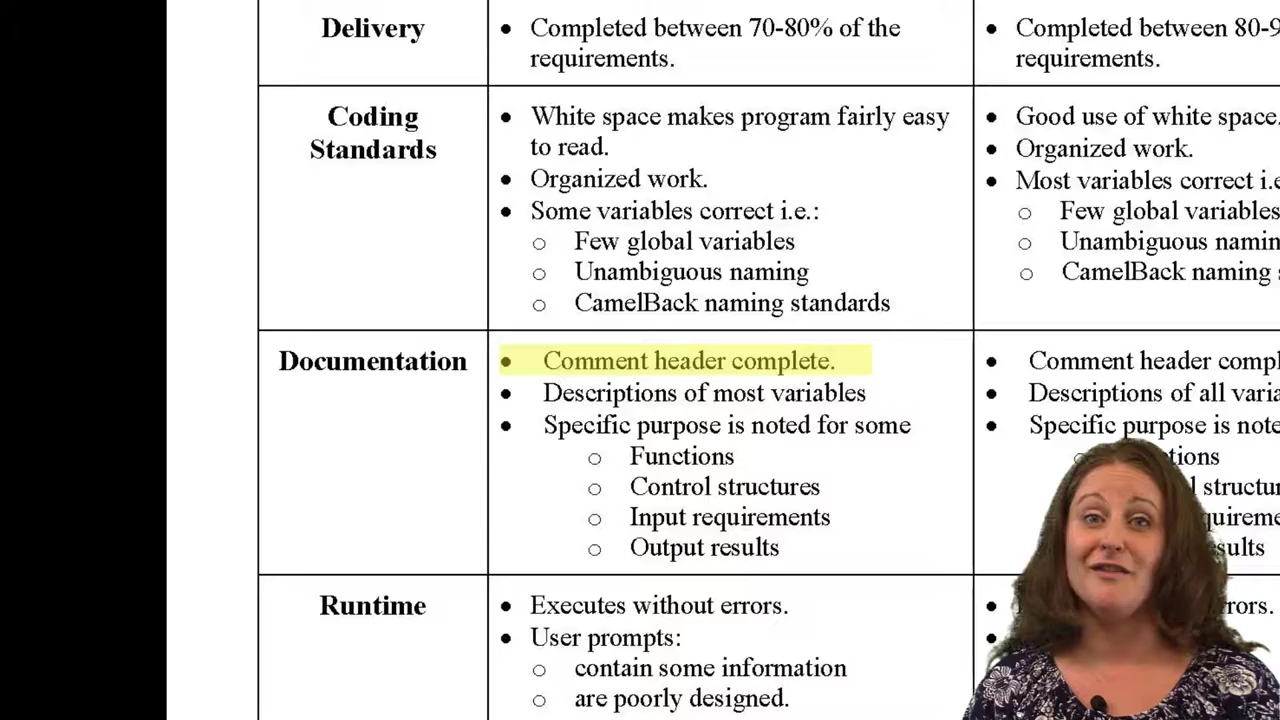 Delivery
Completed between 70-80% of the
requirements.
Completed between 80-9
requirements.
Coding
Standards
White space makes program fairly easy
to read.
Organized work.
Some variables correct i.e.:
Few global variables
Unambiguous naming
CamelBack naming standards
Good use of white space.
Organized work.
Most variables correct i.e
Few global variables
Unambiguous namin
CamelBack naming
Documentation
Comment header complete.
Descriptions of most variables
Specific purpose is noted for some
Functions
Control structures
Input requirements
Output results
Comment header compl
Descriptions of all varia
Specific purpose is note
Runtime
Executes without errors.
User prompts:
contain some information
are poorly designed.